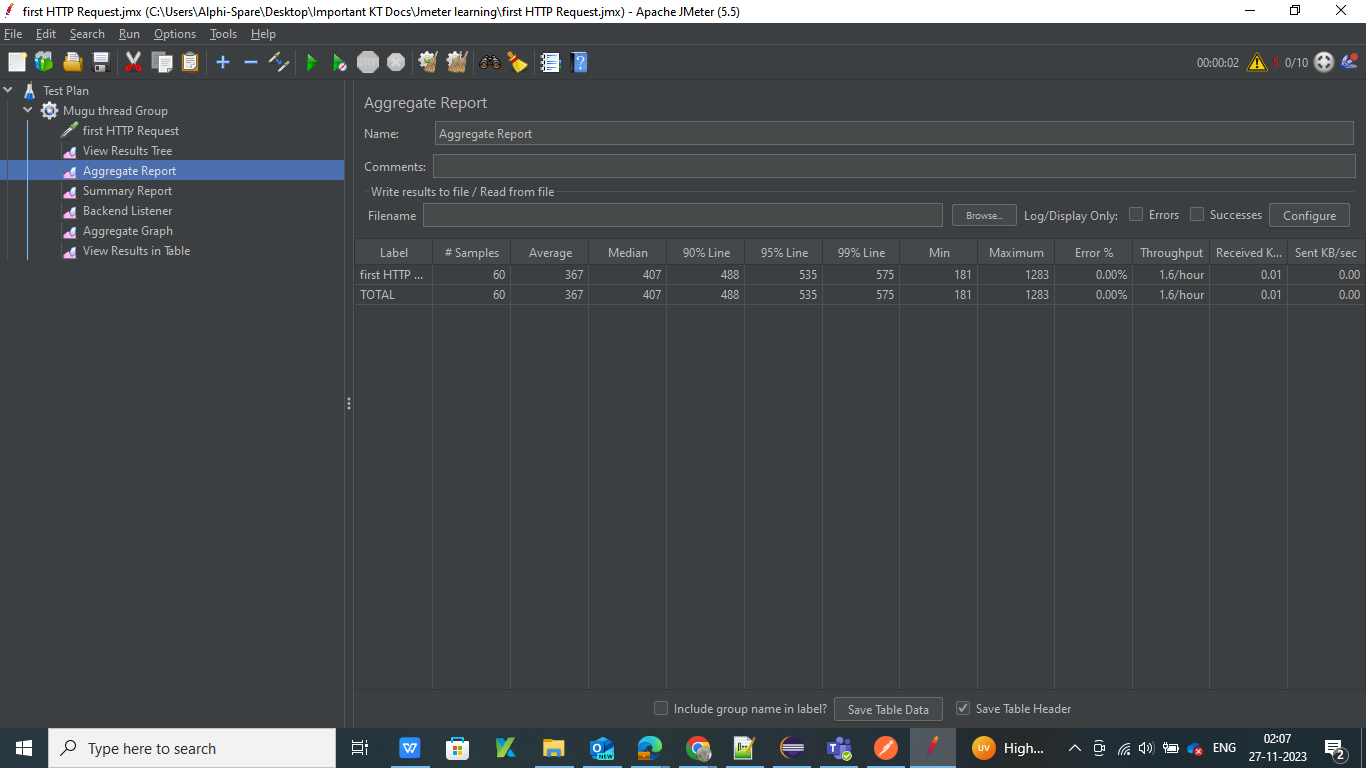 first HTTP Request.jmx (C:\Users\Alphi-Spare\Desktop\Important KT Docs\Jmeter learning\first HTTP Request.jmx) - Apache JMeter (5.5)
File Edit Search Run Options Tools Help
STOP 00:00:02 5 0/10
Test Plan
Mugu thread Group
first HTTP Request
View Results Tree
Aggregate Report
Summary Report
Backend Listener
Aggregate Graph
View Results in Table
Aggregate Report
Name: Aggregate Report
Comments:
Write results to file / Read from file
Filename Browse... Log/Display Only: Errors Successes Configure
Label # Samples Average Median 90% Line 95% Line 99% Line Min Maximum Error % Throughput Received K... Sent KB/sec
first HTTP ... 60 367 407 488 535 575 181 1283 0.00% 1.6/hour 0.01 0.00
TOTAL 60 367 407 488 535 575 181 1283 0.00% 1.6/hour 0.01 0.00
Include group name in label? Save Table Data Save Table Header
Type here to search
W
NEW
UV High...
ENG
02:07
27-11-2023
2